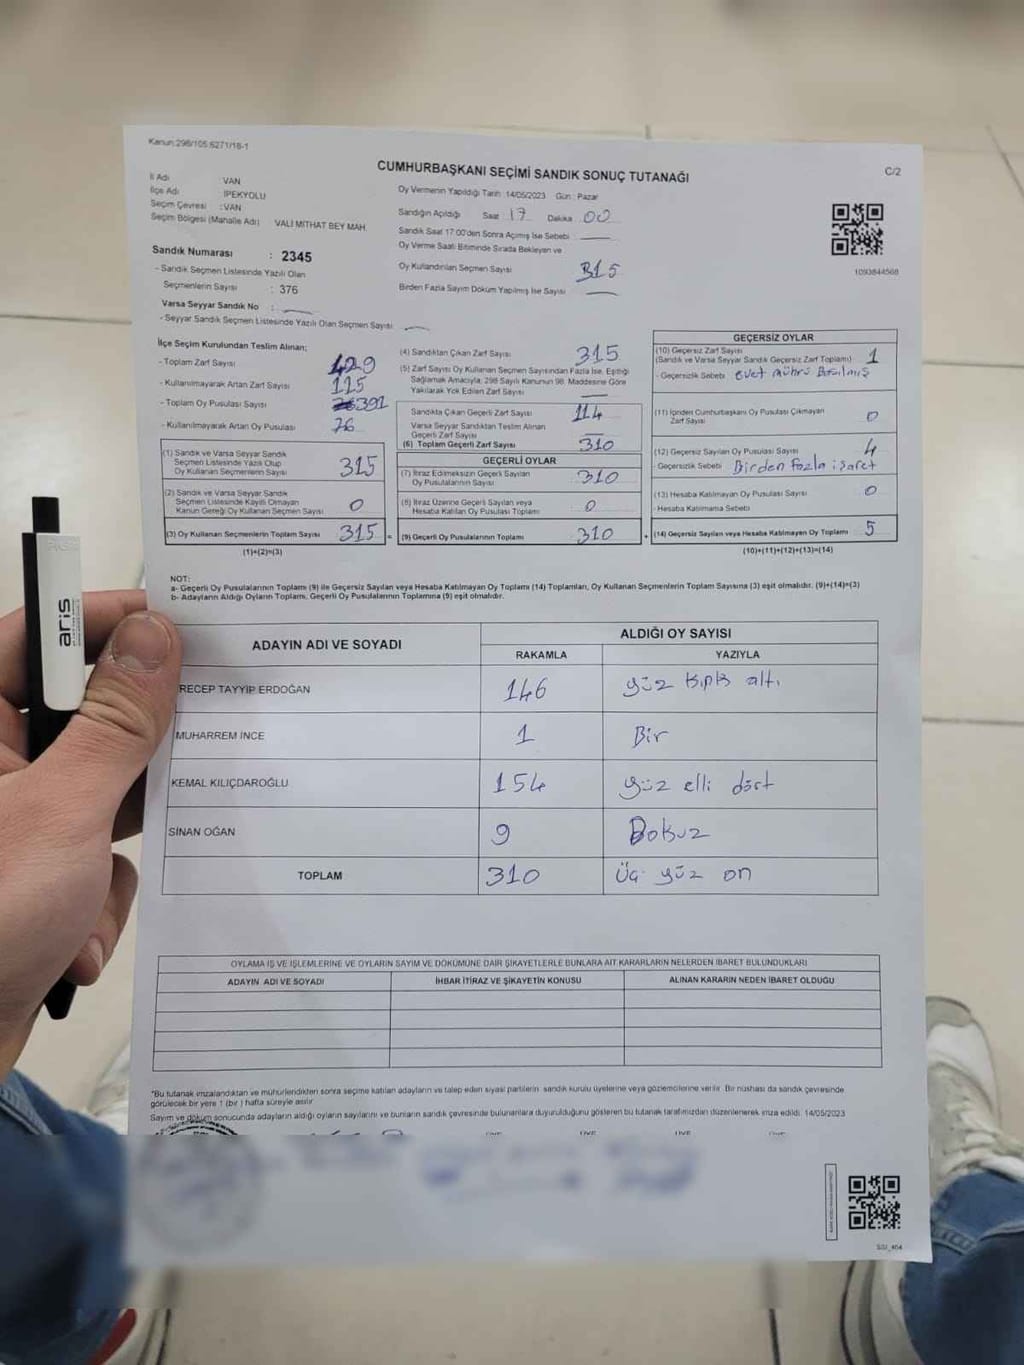 Kanun:298/105.6271/18-1
C/2
CUMHURBAŞKANI SEÇİMİ SANDIK SONUÇ TUTANAĞI
İl Adı VAN
İlçe Adı İPEKYOLU
Seçim Çevresi :VAN
Seçim Bölgesi (Mahalle Adı) VALİ MİTHAT BEY MAH.
Oy Vermenin Yapıldığı Tarih: 14/05/2023 Gün : Pazar
Sandığın Açıldığı Saat 17 Dakika 00
Sandık Saat 17:00'den Sonra Açılmış İse Sebebi
Oy Verme Saati Bitiminde Sırada Bekleyen ve
Oy Kullandırılan Seçmen Sayısı 315
Birden Fazla Sayım Döküm Yapılmış İse Sayısı
1093844568
Sandık Numarası : 2345
- Sandık Seçmen Listesinde Yazılı Olan
Seçmenlerin Sayısı : 376
Varsa Seyyar Sandık No :
- Seyyar Sandık Seçmen Listesinde Yazılı Olan Seçmen Sayısı
İlçe Seçim Kurulundan Teslim Alınan;
- Toplam Zarf Sayısı 429
- Kullanılmayarak Artan Zarf Sayısı 115
- Toplam Oy Pusulası Sayısı 391
- Kullanılmayarak Artan Oy Pusulası 76
(1) Sandık ve Varsa Seyyar Sandık
Seçmen Listesinde Yazılı Olup
Oy Kullanan Seçmenlerin Sayısı 315
(2) Sandık ve Varsa Seyyar Sandık
Seçmen Listesinde Kayıtlı Olmayan
Kanun Gereği Oy Kullanan Seçmen Sayısı 0
(3) Oy Kullanan Seçmenlerin Toplam Sayısı 315
(1)+(2)=(3)
(4) Sandıktan Çıkan Zarf Sayısı 315
(5) Zarf Sayısı Oy Kullanan Seçmen Sayısından Fazla İse, Eşitliği
Sağlamak Amacıyla; 298 Sayılı Kanunun 98. Maddesine Göre
Yakılarak Yok Edilen Zarf Sayısı
Sandıkta Çıkan Geçerli Zarf Sayısı 114
Varsa Seyyar Sandıktan Teslim Alınan
Geçerli Zarf Sayısı
(6) Toplam Geçerli Zarf Sayısı 310
GEÇERLİ OYLAR
(7) İtiraz Edilmeksizin Geçerli Sayılan
Oy Pusulalarının Sayısı 310
(8) İtiraz Üzerine Geçerli Sayılan veya
Hesaba Katılan Oy Pusulası Toplamı 0
= (9) Geçerli Oy Pusulalarının Toplamı 310
GEÇERSİZ OYLAR
(10) Geçersiz Zarf Sayısı
(Sandık ve Varsa Seyyar Sandık Geçersiz Zarf Toplamı) 1
- Geçersizlik Sebebi evet mührü Basılmış
(11) İçinden Cumhurbaşkanı Oy Pusulası Çıkmayan
Zarf Sayısı 0
(12) Geçersiz Sayılan Oy Pusulası Sayısı 4
- Geçersizlik Sebebi Birden fazla işaret
(13) Hesaba Katılmayan Oy Pusulası Sayısı 0
- Hesaba Katılmama Sebebi
+ (14) Geçersiz Sayılan veya Hesaba Katılmayan Oy Toplamı 5
(10)+(11)+(12)+(13)=(14)
NOT:
a- Geçerli Oy Pusulalarının Toplamı (9) ile Geçersiz Sayılan veya Hesaba Katılmayan Oy Toplamı (14) Toplamları, Oy Kullanan Seçmenlerin Toplam Sayısına (3) eşit olmalıdır. (9)+(14)=(3)
b- Adayların Aldığı Oyların Toplamı, Geçerli Oy Pusulalarının Toplamına (9) eşit olmalıdır.
ADAYIN ADI VE SOYADI
ALDIĞI OY SAYISI
RAKAMLA YAZIYLA
RECEP TAYYİP ERDOĞAN 146 yüz kırk altı
MUHARREM İNCE 1 Bir
KEMAL KILIÇDAROĞLU 154 yüz elli dört
SİNAN OĞAN 9 Dokuz
TOPLAM 310 Üç yüz on
OYLAMA İŞ VE İŞLEMLERİNE VE OYLARIN SAYIM VE DÖKÜMÜNE DAİR ŞİKAYETLERLE BUNLARA AİT KARARLARIN NELERDEN İBARET BULUNDUKLARI
ADAYIN ADI VE SOYADI İHBAR İTİRAZ VE ŞİKAYETİN KONUSU ALINAN KARARIN NEDEN İBARET OLDUĞU
*Bu tutanak imzalandıktan ve mühürlendikten sonra seçime katılan adayların ve talep eden siyasi partilerin sandık kurulu üyelerine veya gözlemcilerine verilir. Bir nüshası da sandık çevresinde
görülecek bir yere 1 (bir ) hafta süreyle asılır.
Sayım ve döküm sonucunda adayların aldığı oyların sayılarını ve bunların sandık çevresinde bulunanlara duyurulduğunu gösteren bu tutanak tarafımızdan düzenlenerek imza edildi. 14/05/2023
aris